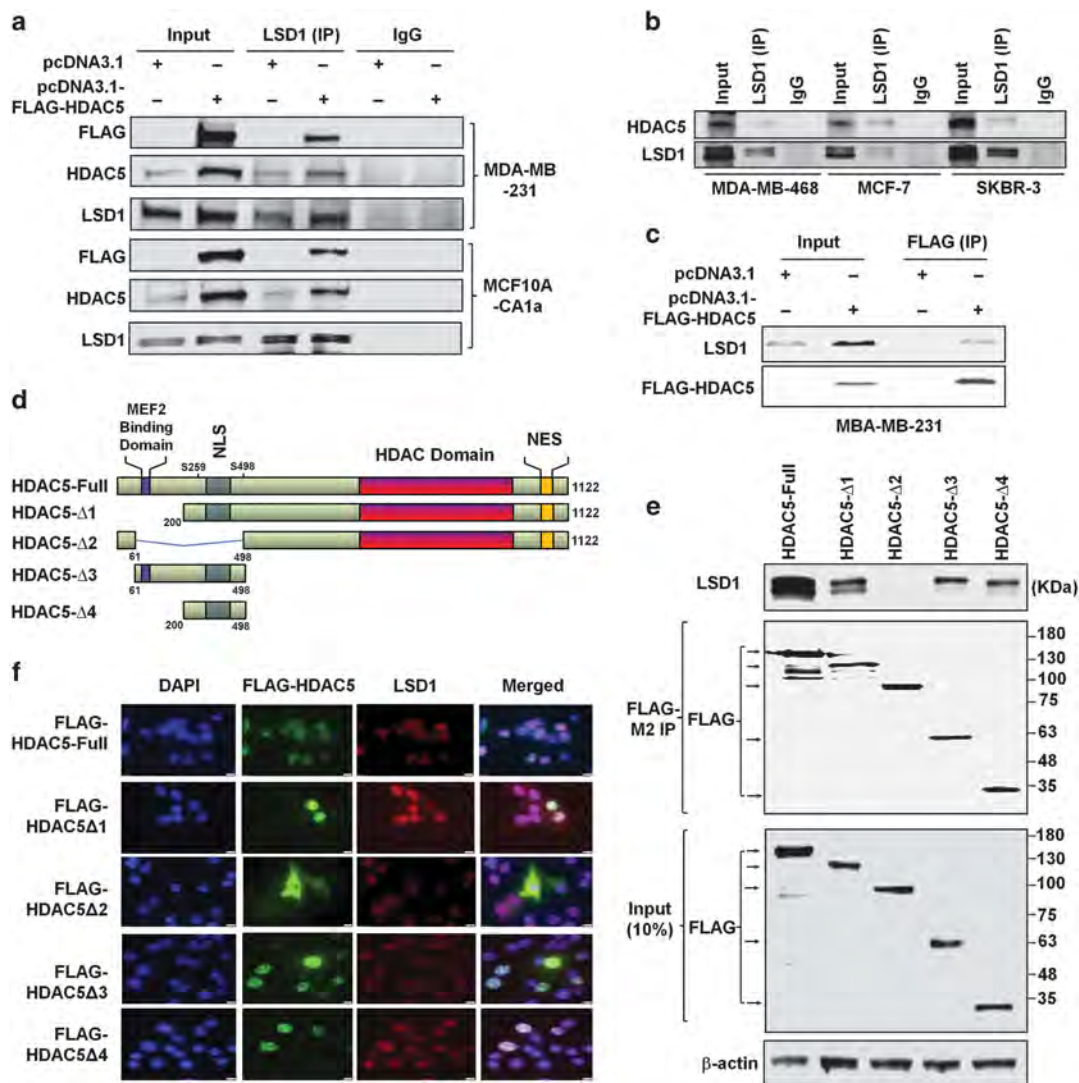 a
Input LSD1 (IP) IgG
pcDNA3.1 + – + – + –
pcDNA3.1-
FLAG-HDAC5 – + – + – +
FLAG
HDAC5
LSD1
MDA-MB
-231
FLAG
HDAC5
LSD1
MCF10A
-CA1a
b
Input LSD1 (IP) IgG Input LSD1 (IP) IgG Input LSD1 (IP) IgG
HDAC5
LSD1
MDA-MB-468 MCF-7 SKBR-3
c
Input FLAG (IP)
pcDNA3.1 + – + –
pcDNA3.1-
FLAG-HDAC5 – + – +
LSD1
FLAG-HDAC5
MBA-MB-231
d
MEF2
Binding
Domain
NLS
S259 S498
HDAC Domain
NES
HDAC5-Full 1122
HDAC5-Δ1 200 1122
HDAC5-Δ2 61 498 1122
HDAC5-Δ3 61 498
HDAC5-Δ4 200 498
e
HDAC5-Full HDAC5-Δ1 HDAC5-Δ2 HDAC5-Δ3 HDAC5-Δ4
LSD1 (KDa)
FLAG-
M2 IP
FLAG
180
130
100
75
63
48
35
Input
(10%)
FLAG
180
130
100
75
63
48
35
β-actin
f
DAPI FLAG-HDAC5 LSD1 Merged
FLAG-
HDAC5-Full
FLAG-
HDAC5Δ1
FLAG-
HDAC5Δ2
FLAG-
HDAC5Δ3
FLAG-
HDAC5Δ4